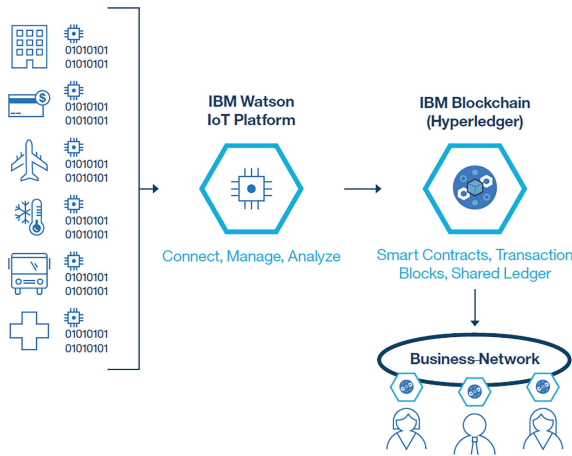 01010101
01010101
$
01010101
01010101
01010101
01010101
01010101
01010101
01010101
01010101
01010101
01010101
IBM Watson
IoT Platform
Connect, Manage, Analyze
IBM Blockchain
(Hyperledger)
Smart Contracts, Transaction
Blocks, Shared Ledger
Business Network